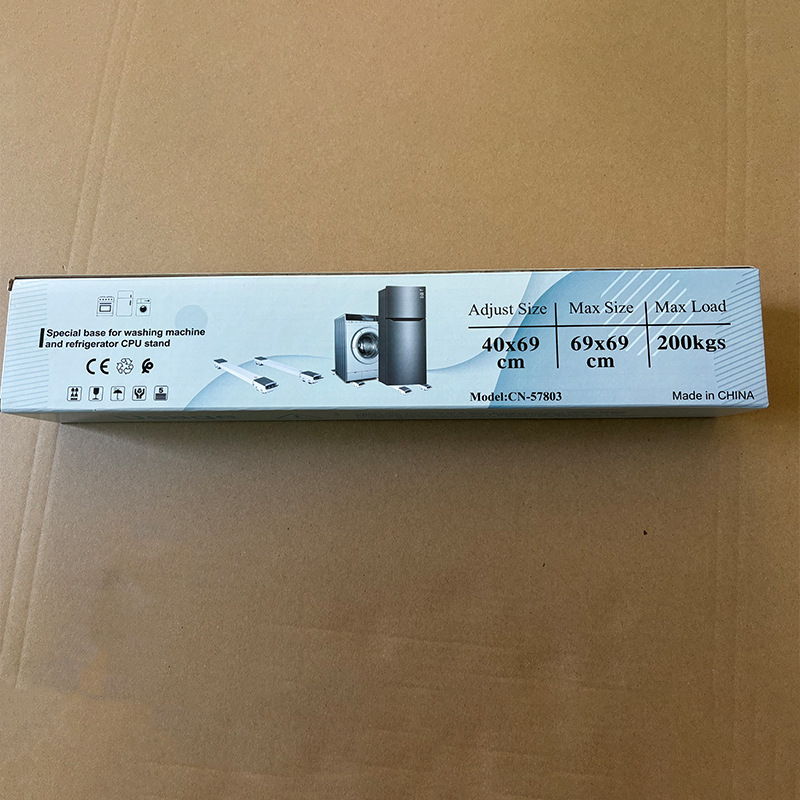 Special base for washing machine
and refrigerator CPU stand
CE
5
Adjust Size
Max Size
Max Load
40x69
cm
69x69
cm
200kgs
Model:CN-57803
Made in CHINA